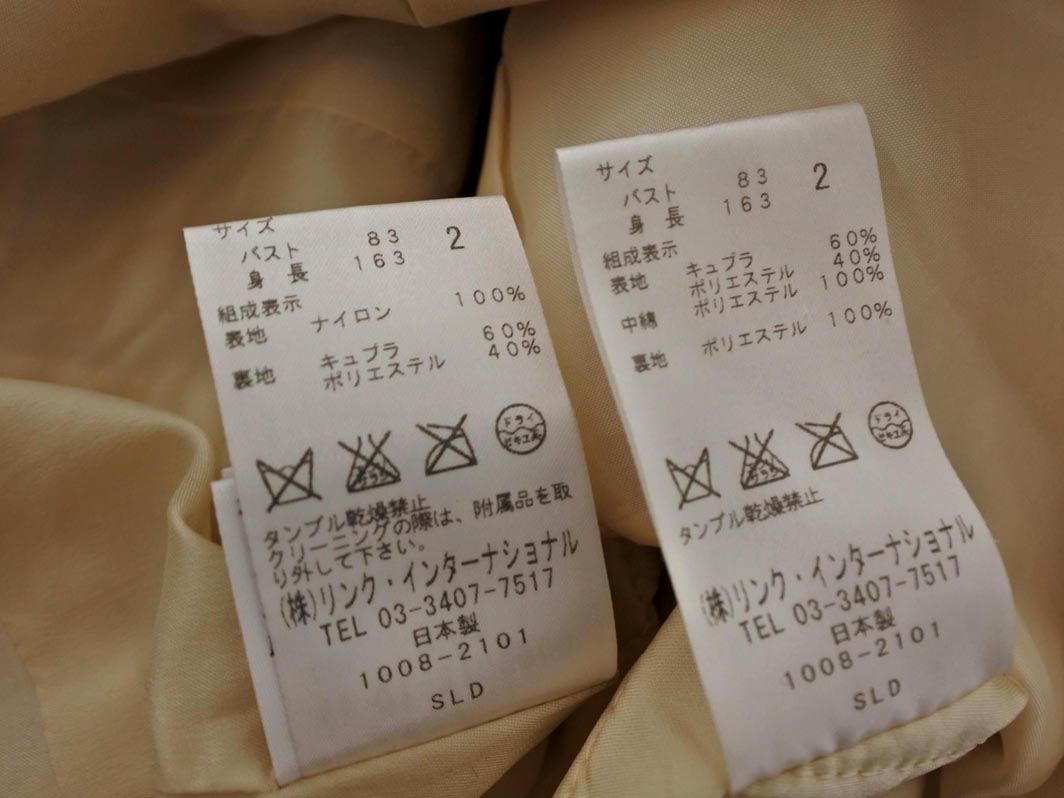 サイズ
バスト 83 2
身長 163
組成表示
表地 ナイロン 100%
キュプラ 60%
裏地 ポリエステル 40%
ドライ
セキユ系
タンブル乾燥禁止
クリーニングの際は、附属品を取
り外して下さい。
(株)リンク・インターナショナル
TEL 03-3407-7517
日本製
1008-2101
SLD
サイズ
バスト 83 2
身長 163
組成表示
表地 キュプラ 60%
ポリエステル 40%
中綿 ポリエステル 100%
裏地 ポリエステル 100%
ドライ
セキユ系
タンブル乾燥禁止
(株)リンク・インターナショナル
TEL 03-3407-7517
日本製
1008-2101
SLD